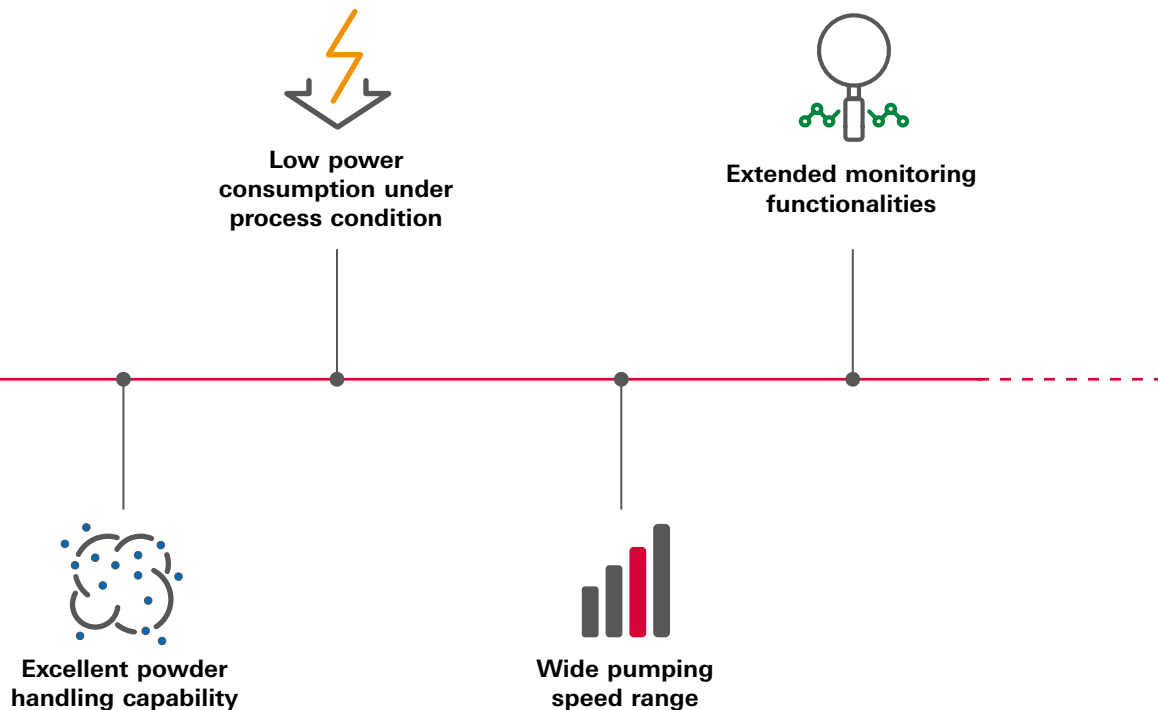 Low power
consumption under
process condition
Extended monitoring
functionalities
Excellent powder
handling capability
Wide pumping
speed range